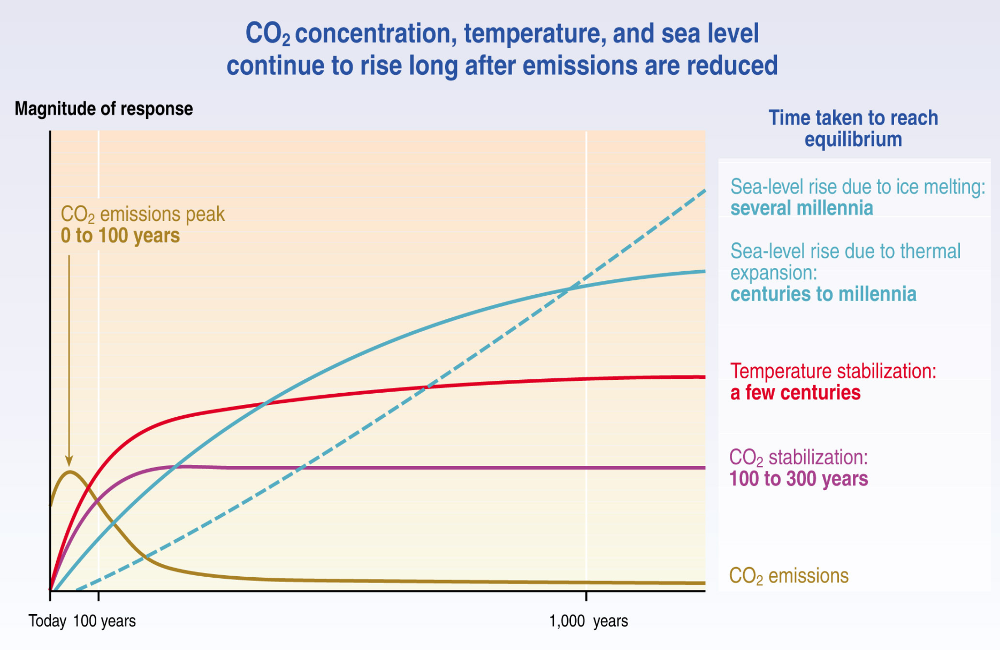 CO₂ concentration, temperature, and sea level
continue to rise long after emissions are reduced
Magnitude of response
Time taken to reach
equilibrium
CO₂ emissions peak
0 to 100 years
Sea-level rise due to ice melting:
several millennia
Sea-level rise due to thermal
expansion:
centuries to millennia
Temperature stabilization:
a few centuries
CO₂ stabilization:
100 to 300 years
CO₂ emissions
Today 100 years 1,000 years